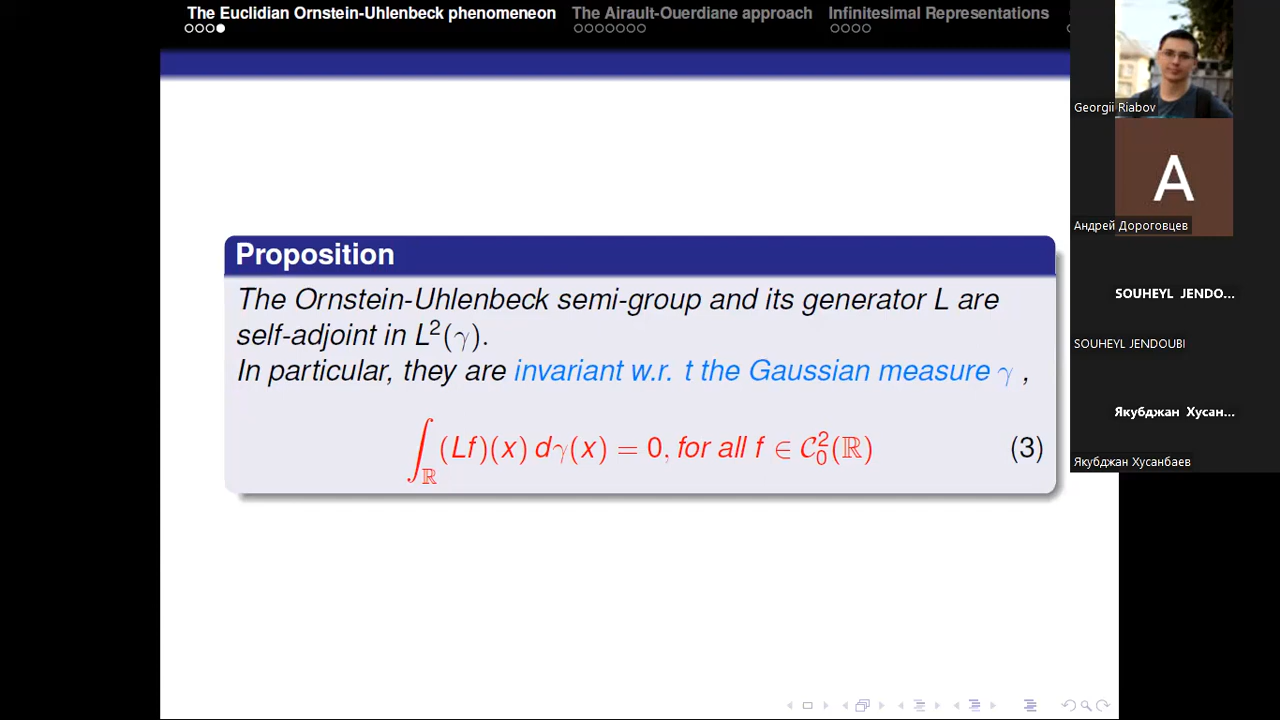 The Euclidian Ornstein-Uhlenbeck phenomeneon
The Airault-Ouerdiane approach
Infinitesimal Representations
Georgii Riabov
A
Андрей Дороговцев
SOUHEYL JENDO...
SOUHEYL JENDOUBI
Якубджан Хусан...
Якубджан Хусанбаев
Proposition
The Ornstein-Uhlenbeck semi-group and its generator L are
self-adjoint in L²(γ).
In particular, they are invariant w.r. t the Gaussian measure γ ,
∫_ℝ (Lf)(x) dγ(x) = 0, for all f ∈ 𝒞₀²(ℝ) (3)